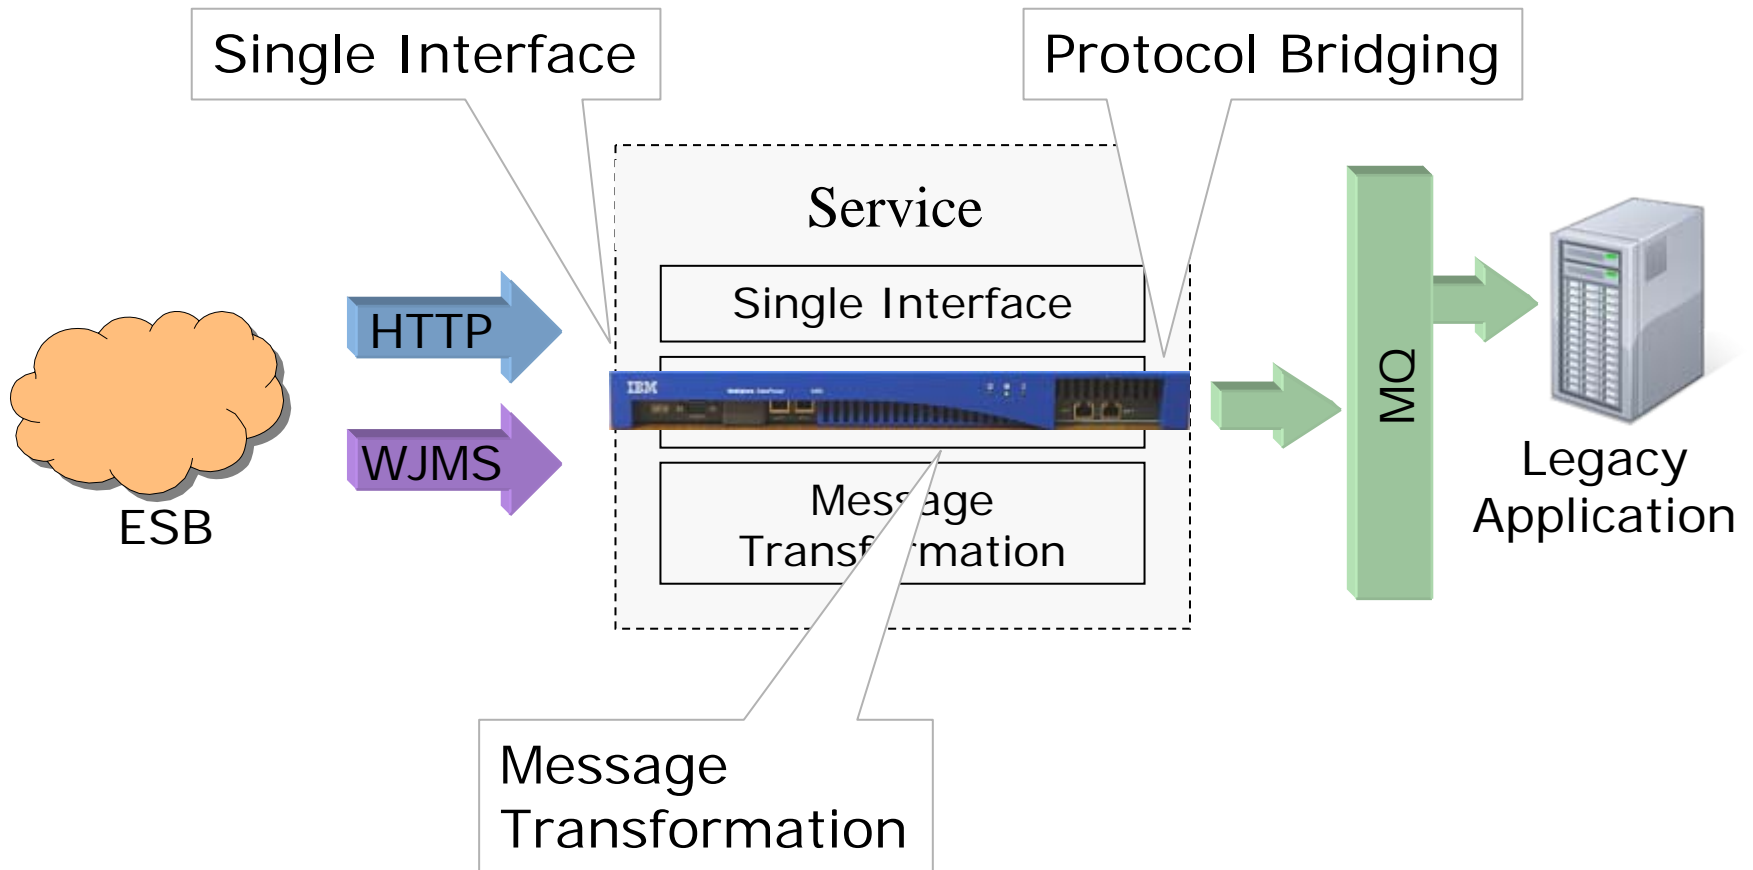 Single Interface
Protocol Bridging
Service
Single Interface
HTTP
IBM
WJMS
MQ
Message
Transformation
ESB
Legacy
Application
Message
Transformation